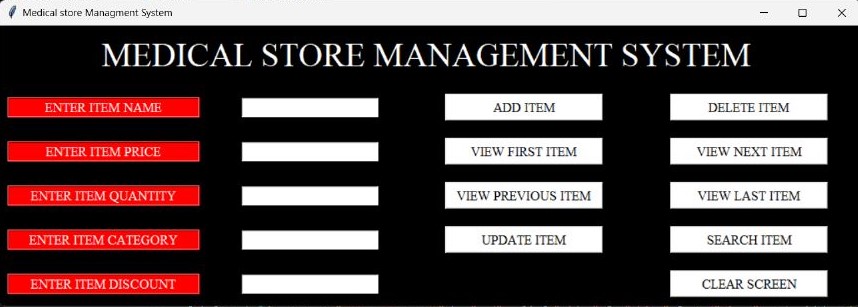 Medical store Managment System
MEDICAL STORE MANAGEMENT SYSTEM
ENTER ITEM NAME ADD ITEM DELETE ITEM
ENTER ITEM PRICE VIEW FIRST ITEM VIEW NEXT ITEM
ENTER ITEM QUANTITY VIEW PREVIOUS ITEM VIEW LAST ITEM
ENTER ITEM CATEGORY UPDATE ITEM SEARCH ITEM
ENTER ITEM DISCOUNT CLEAR SCREEN